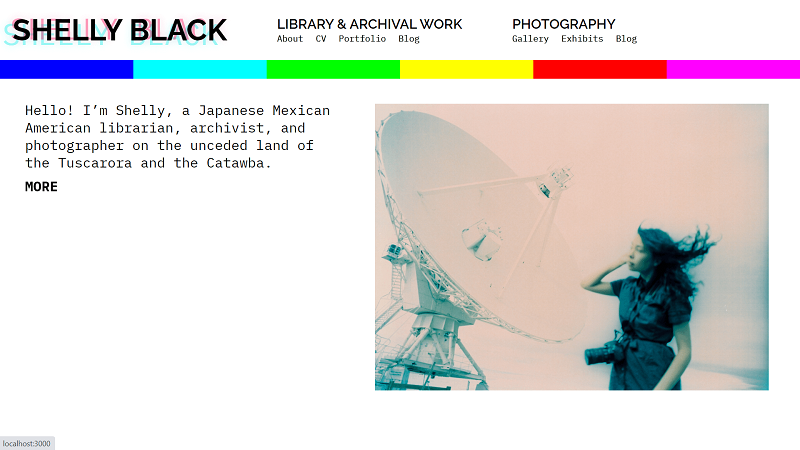 SHELLY BLACK
LIBRARY & ARCHIVAL WORK
About CV Portfolio Blog
PHOTOGRAPHY
Gallery Exhibits Blog
Hello! I’m Shelly, a Japanese Mexican
American librarian, archivist, and
photographer on the unceded land of
the Tuscarora and the Catawba.
MORE
localhost:3000